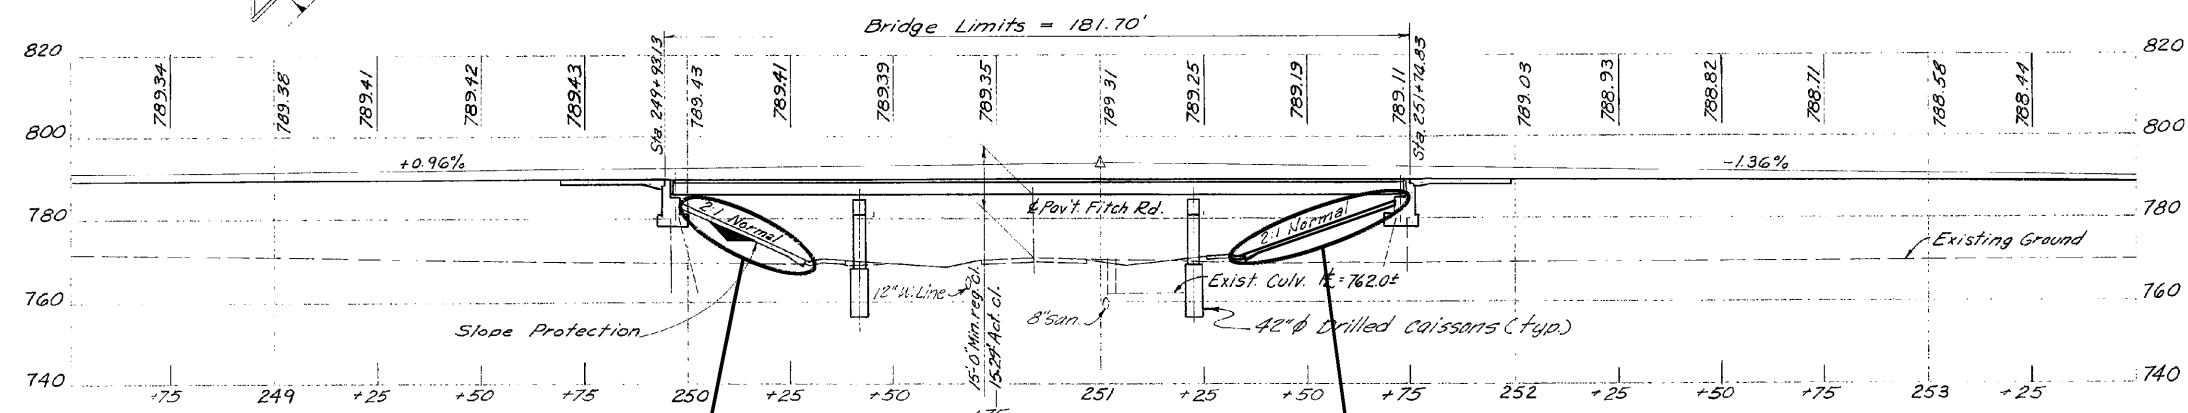 Bridge Limits = 181.70'
820
820
789.34
789.38
789.41
789.42
789.43
Sta. 249+93.13
789.43
789.41
789.39
789.35
789.31
789.25
789.19
789.11
Sta. 251+74.83
789.03
788.93
788.82
788.71
788.58
788.44
800
800
+0.96%
-1.36%
780
780
2:1 Normal
℄ Pav't. Fitch Rd.
2:1 Normal
Existing Ground
760
760
12" W. Line
Exist. Culv. ℄ = 762.0±
8" san.
Slope Protection
15'-0" Min. req. cl.
15.29' Act. cl.
42" φ Drilled caissons (typ.)
740
740
+75 249 +25 +50 +75 250 +25 +50 +75 251 +25 +50 +75 252 +25 +50 +75 253 +25